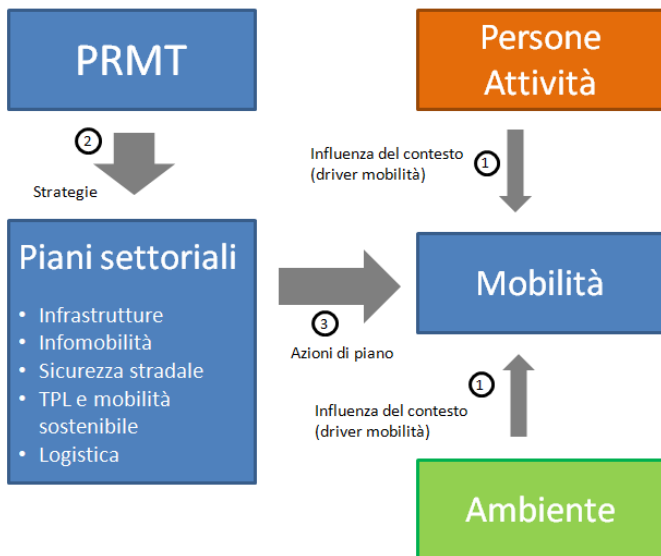 PRMT
Persone
Attività
2
Strategie
Influenza del contesto
(driver mobilità)
1
Piani settoriali
• Infrastrutture
• Infomobilità
• Sicurezza stradale
• TPL e mobilità
sostenibile
• Logistica
3
Azioni di piano
Mobilità
Influenza del contesto
(driver mobilità)
1
Ambiente